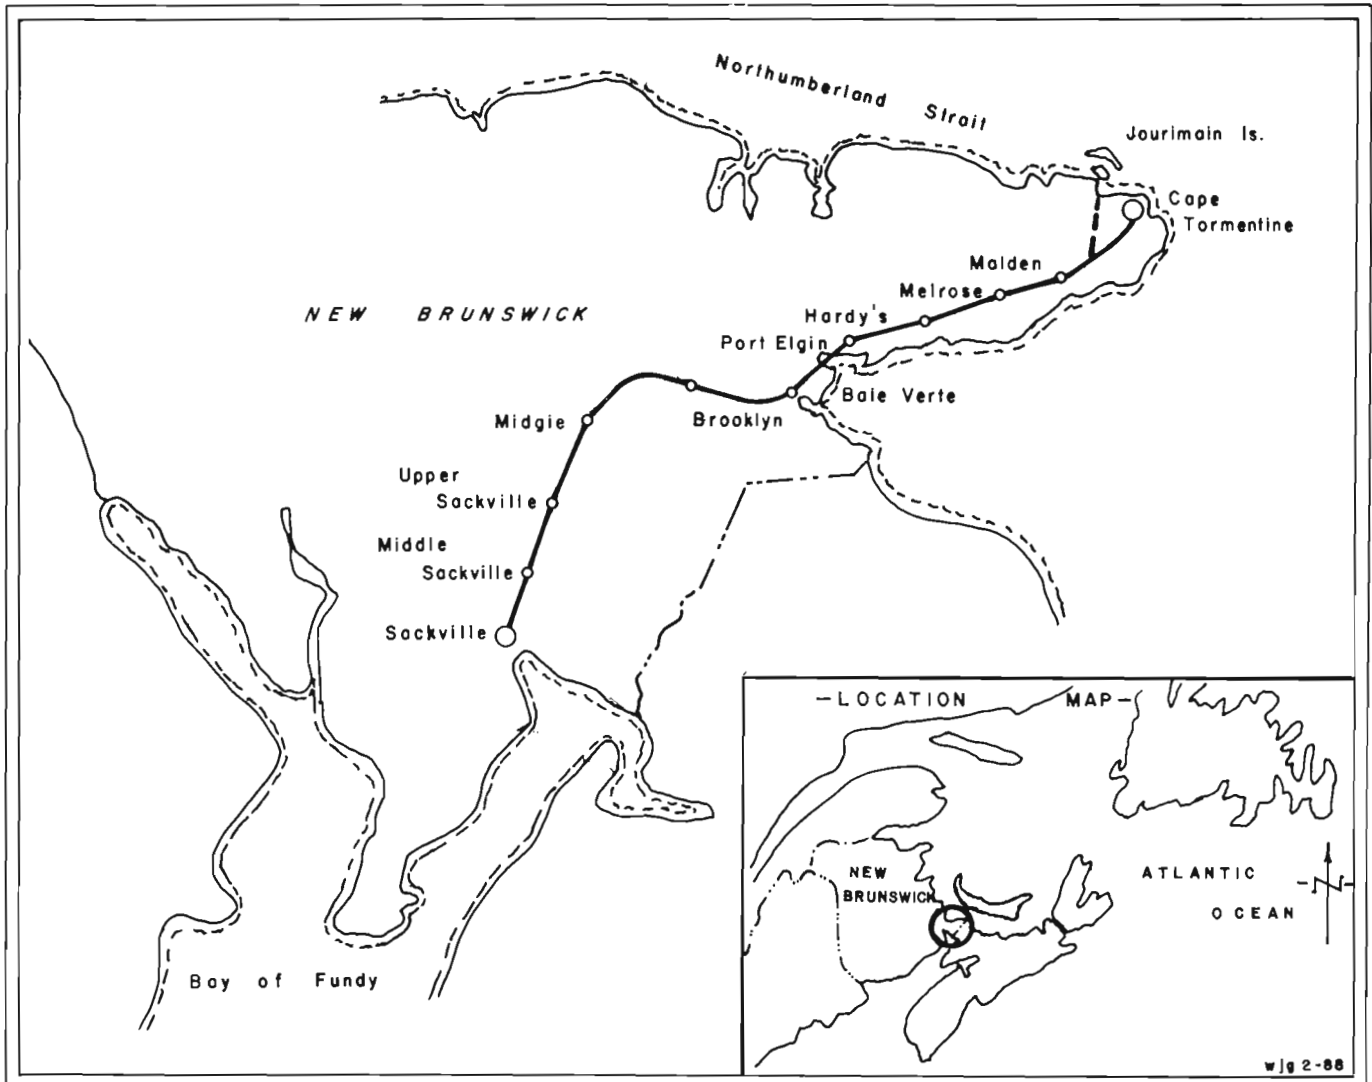 Northumberland Strait
Jourimain Is.
Cape
Tormentine
Malden
Melrose
Hardy's
Port Elgin
Baie Verte
NEW BRUNSWICK
Brooklyn
Midgie
Upper
Sackville
Middle
Sackville
Sackville
Bay of Fundy
-LOCATION MAP-
NEW
BRUNSWICK
ATLANTIC
OCEAN
N
wjg 2-88